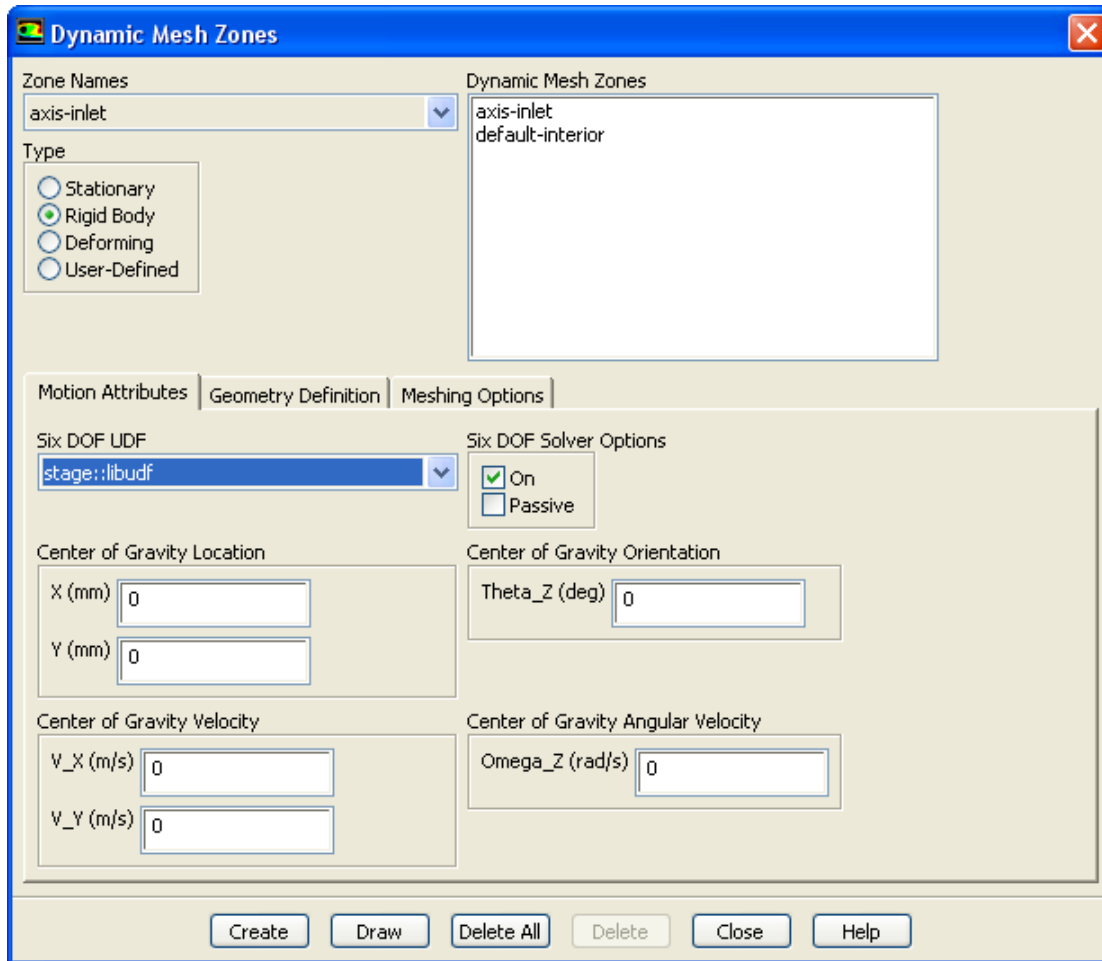 Dynamic Mesh Zones
Zone Names
axis-inlet
Dynamic Mesh Zones
axis-inlet
default-interior
Type
Stationary
Rigid Body
Deforming
User-Defined
Motion Attributes Geometry Definition Meshing Options
Six DOF UDF
stage::libudf
Six DOF Solver Options
On
Passive
Center of Gravity Location
X (mm) 0
Y (mm) 0
Center of Gravity Orientation
Theta_Z (deg) 0
Center of Gravity Velocity
V_X (m/s) 0
V_Y (m/s) 0
Center of Gravity Angular Velocity
Omega_Z (rad/s) 0
Create Draw Delete All Delete Close Help